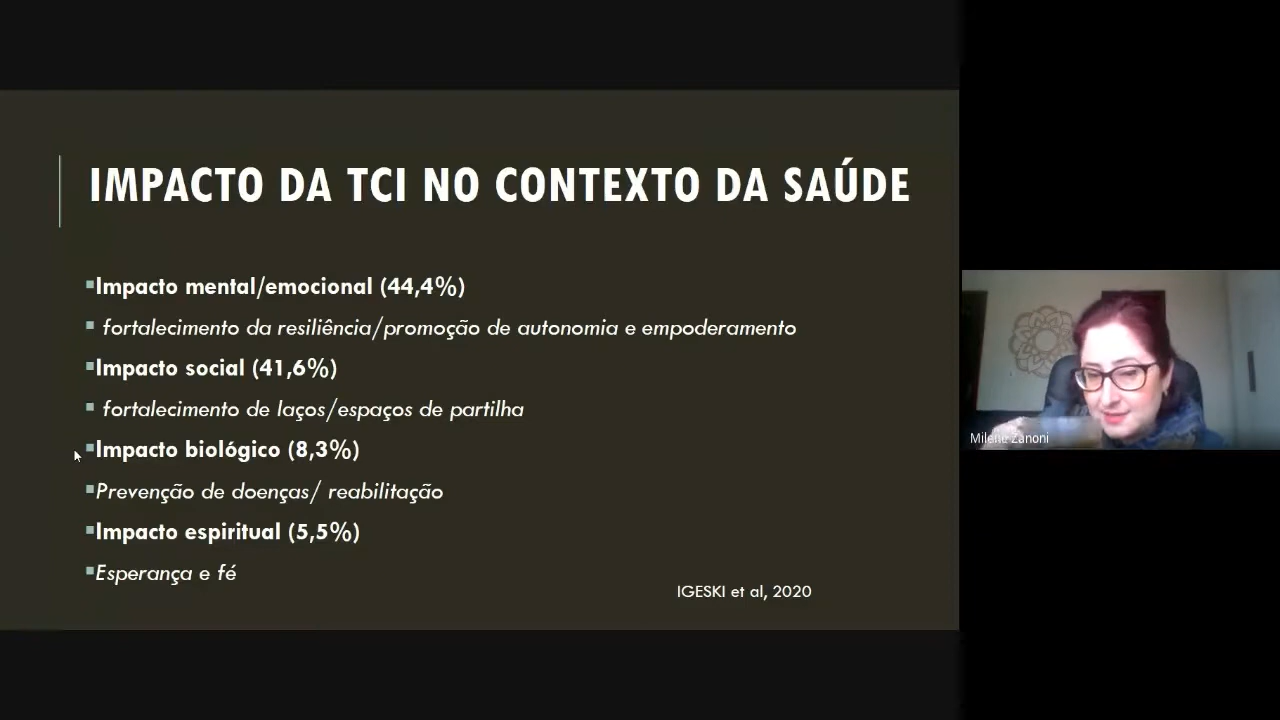 IMPACTO DA TCI NO CONTEXTO DA SAÚDE
Impacto mental/emocional (44,4%)
fortalecimento da resiliência/promoção de autonomia e empoderamento
Impacto social (41,6%)
fortalecimento de laços/espaços de partilha
Impacto biológico (8,3%)
Prevenção de doenças/ reabilitação
Impacto espiritual (5,5%)
Esperança e fé
IGESKI et al, 2020
Milene Zanoni